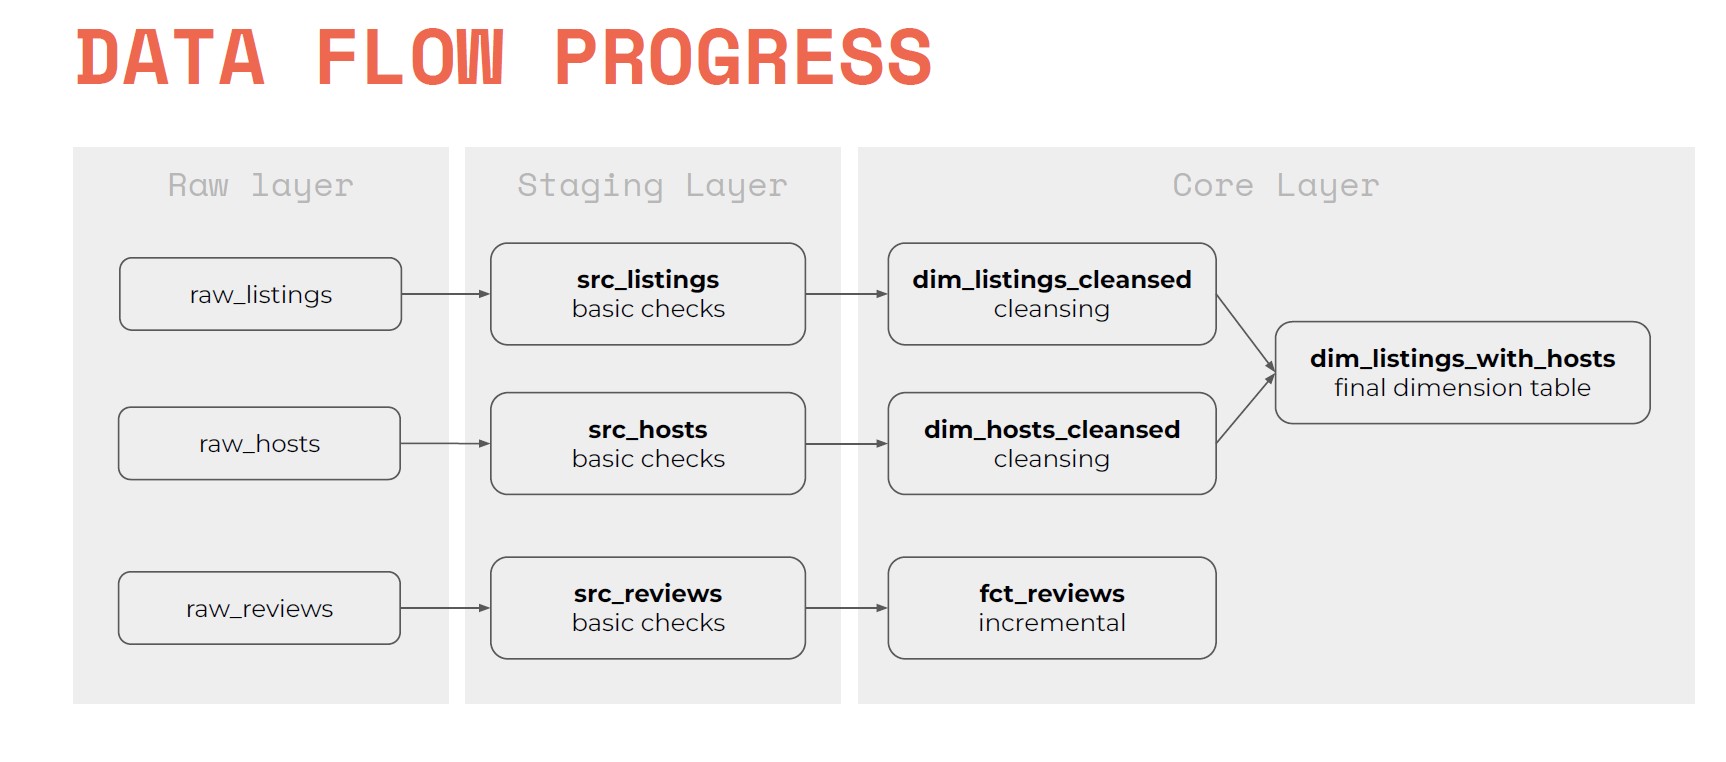 DATA FLOW PROGRESS
Raw layer
raw_listings
raw_hosts
raw_reviews
Staging Layer
src_listings
basic checks
src_hosts
basic checks
src_reviews
basic checks
Core Layer
dim_listings_cleansed
cleansing
dim_hosts_cleansed
cleansing
fct_reviews
incremental
dim_listings_with_hosts
final dimension table